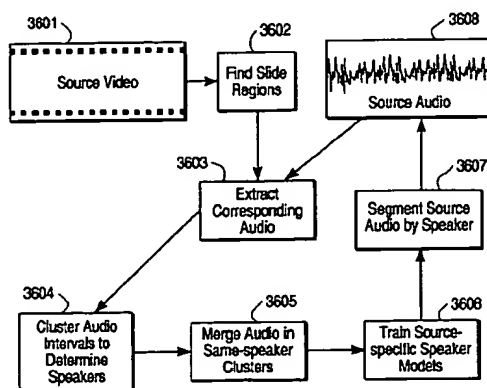 3601
Source Video
3602
Find Slide
Regions
3608
Source Audio
3603
Extract
Corresponding
Audio
3607
Segment Source
Audio by Speaker
3604
Cluster Audio
Intervals to
Determine
Speakers
3605
Merge Audio in
Same-speaker
Clusters
3606
Train Source-
specific Speaker
Models